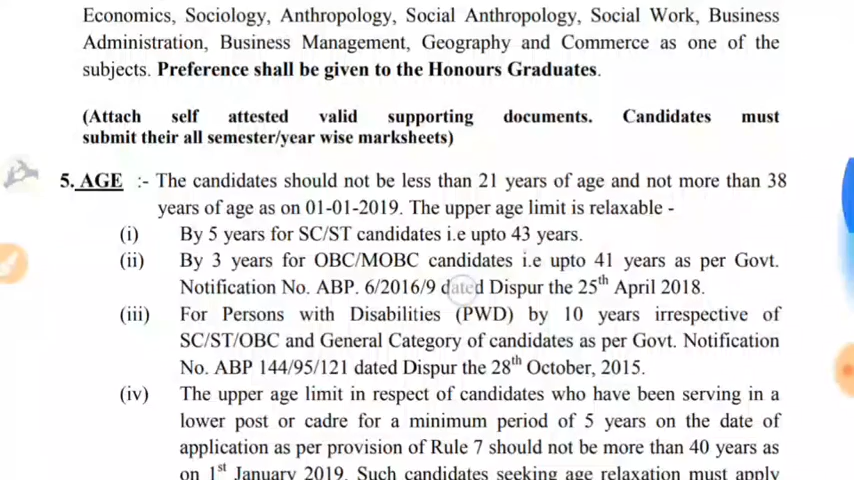 Economics, Sociology, Anthropology, Social Anthropology, Social Work, Business
Administration, Business Management, Geography and Commerce as one of the
subjects. Preference shall be given to the Honours Graduates.
(Attach self attested valid supporting documents. Candidates must
submit their all semester/year wise marksheets)
5. AGE :- The candidates should not be less than 21 years of age and not more than 38
years of age as on 01-01-2019. The upper age limit is relaxable -
(i) By 5 years for SC/ST candidates i.e upto 43 years.
(ii) By 3 years for OBC/MOBC candidates i.e upto 41 years as per Govt.
Notification No. ABP. 6/2016/9 dated Dispur the 25th April 2018.
(iii) For Persons with Disabilities (PWD) by 10 years irrespective of
SC/ST/OBC and General Category of candidates as per Govt. Notification
No. ABP 144/95/121 dated Dispur the 28th October, 2015.
(iv) The upper age limit in respect of candidates who have been serving in a
lower post or cadre for a minimum period of 5 years on the date of
application as per provision of Rule 7 should not be more than 40 years as
on 1st January 2019. Such candidates seeking age relaxation must apply